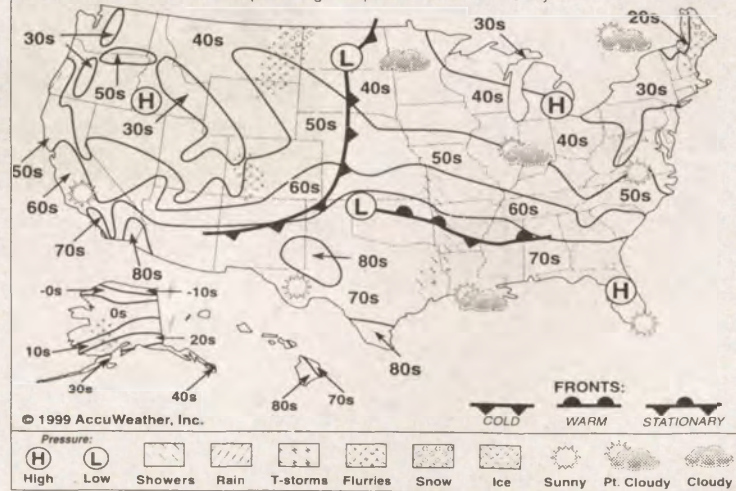 20s
30s
40s
30s
L
30s
50s
H
30s
40s
40s
H
40s
30s
50s
50s
50s
50s
60s
60s
L
60s
70s
80s
80s
70s
70s
H
-0s
-10s
0s
10s
20s
30s
40s
80s
70s
80s
FRONTS:
COLD WARM STATIONARY
© 1999 AccuWeather, Inc.
Pressure:
H L
High Low Showers Rain T-storms Flurries Snow Ice Sunny Pt. Cloudy Cloudy